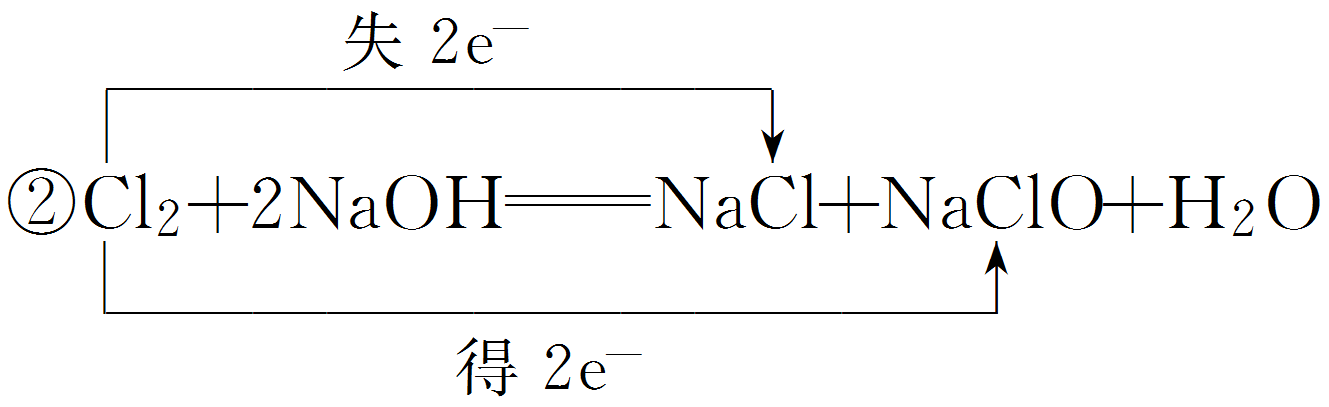 失 2e⁻
②Cl₂+2NaOH══NaCl+NaClO+H₂O
得 2e⁻